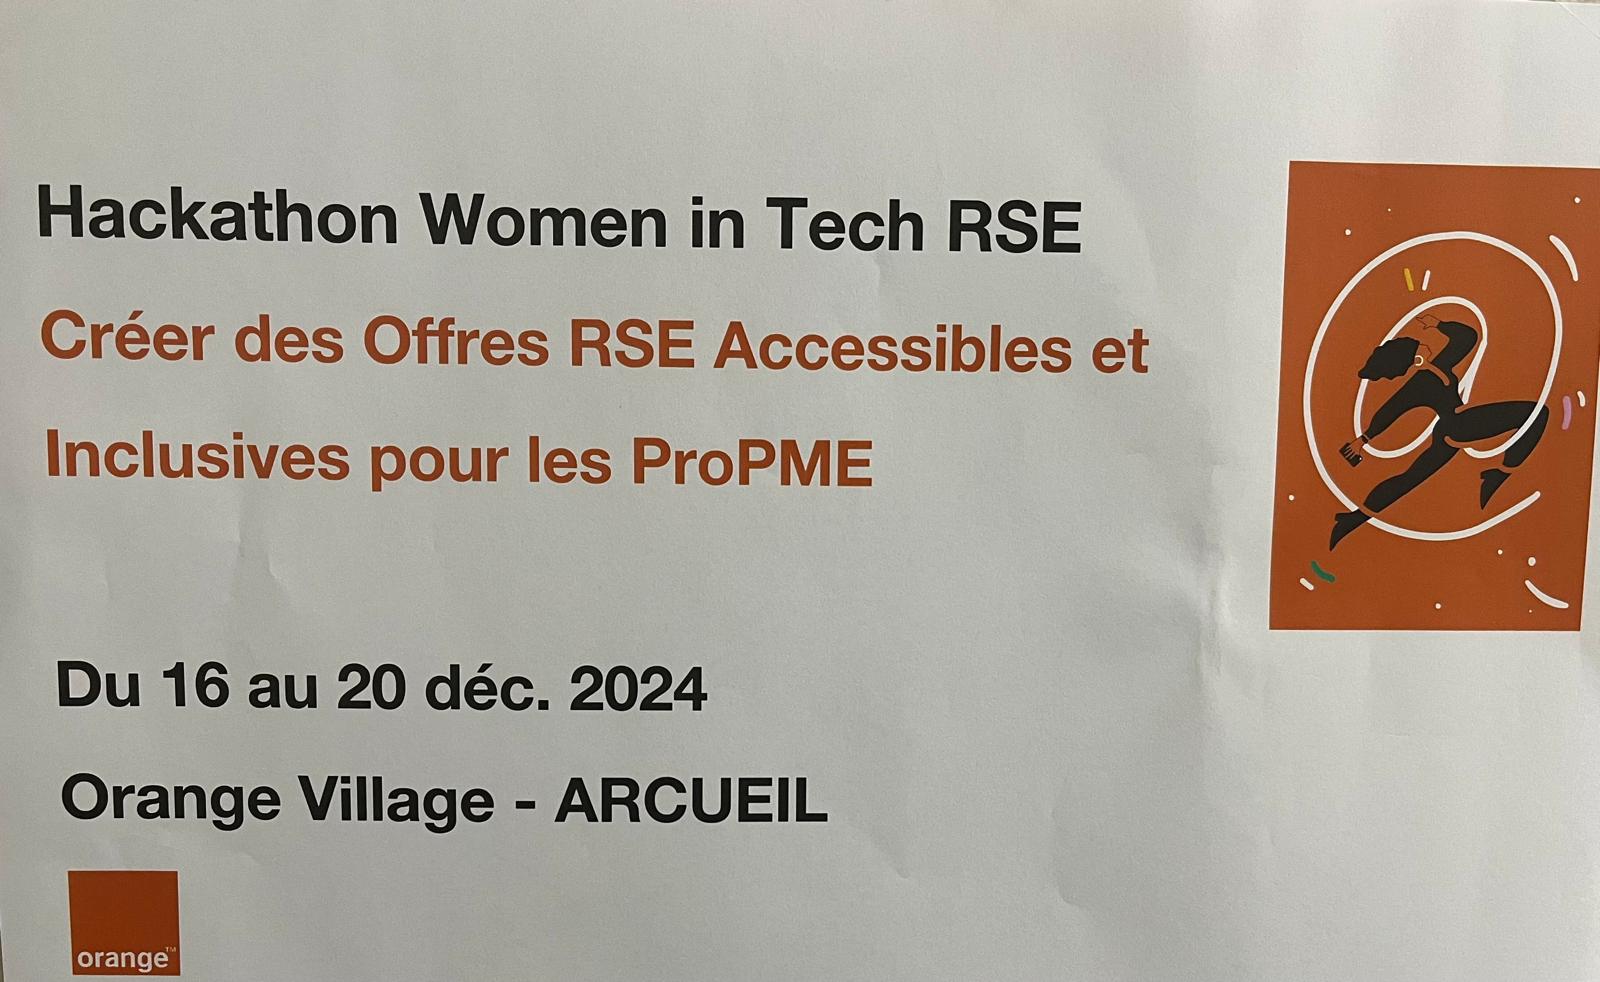 Hackathon Women in Tech RSE
Créer des Offres RSE Accessibles et
Inclusives pour les ProPME
Du 16 au 20 déc. 2024
Orange Village - ARCUEIL
orange™